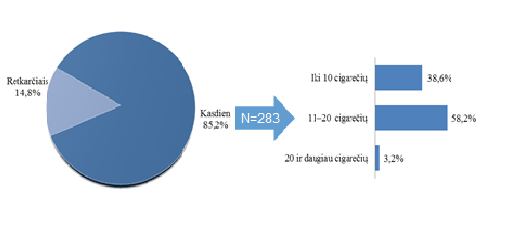 Retkarčiais
14,8%
Kasdien
85,2%
N=283
Iki 10 cigarečių
38,6%
11–20 cigarečių
58,2%
20 ir daugiau cigarečių
3,2%